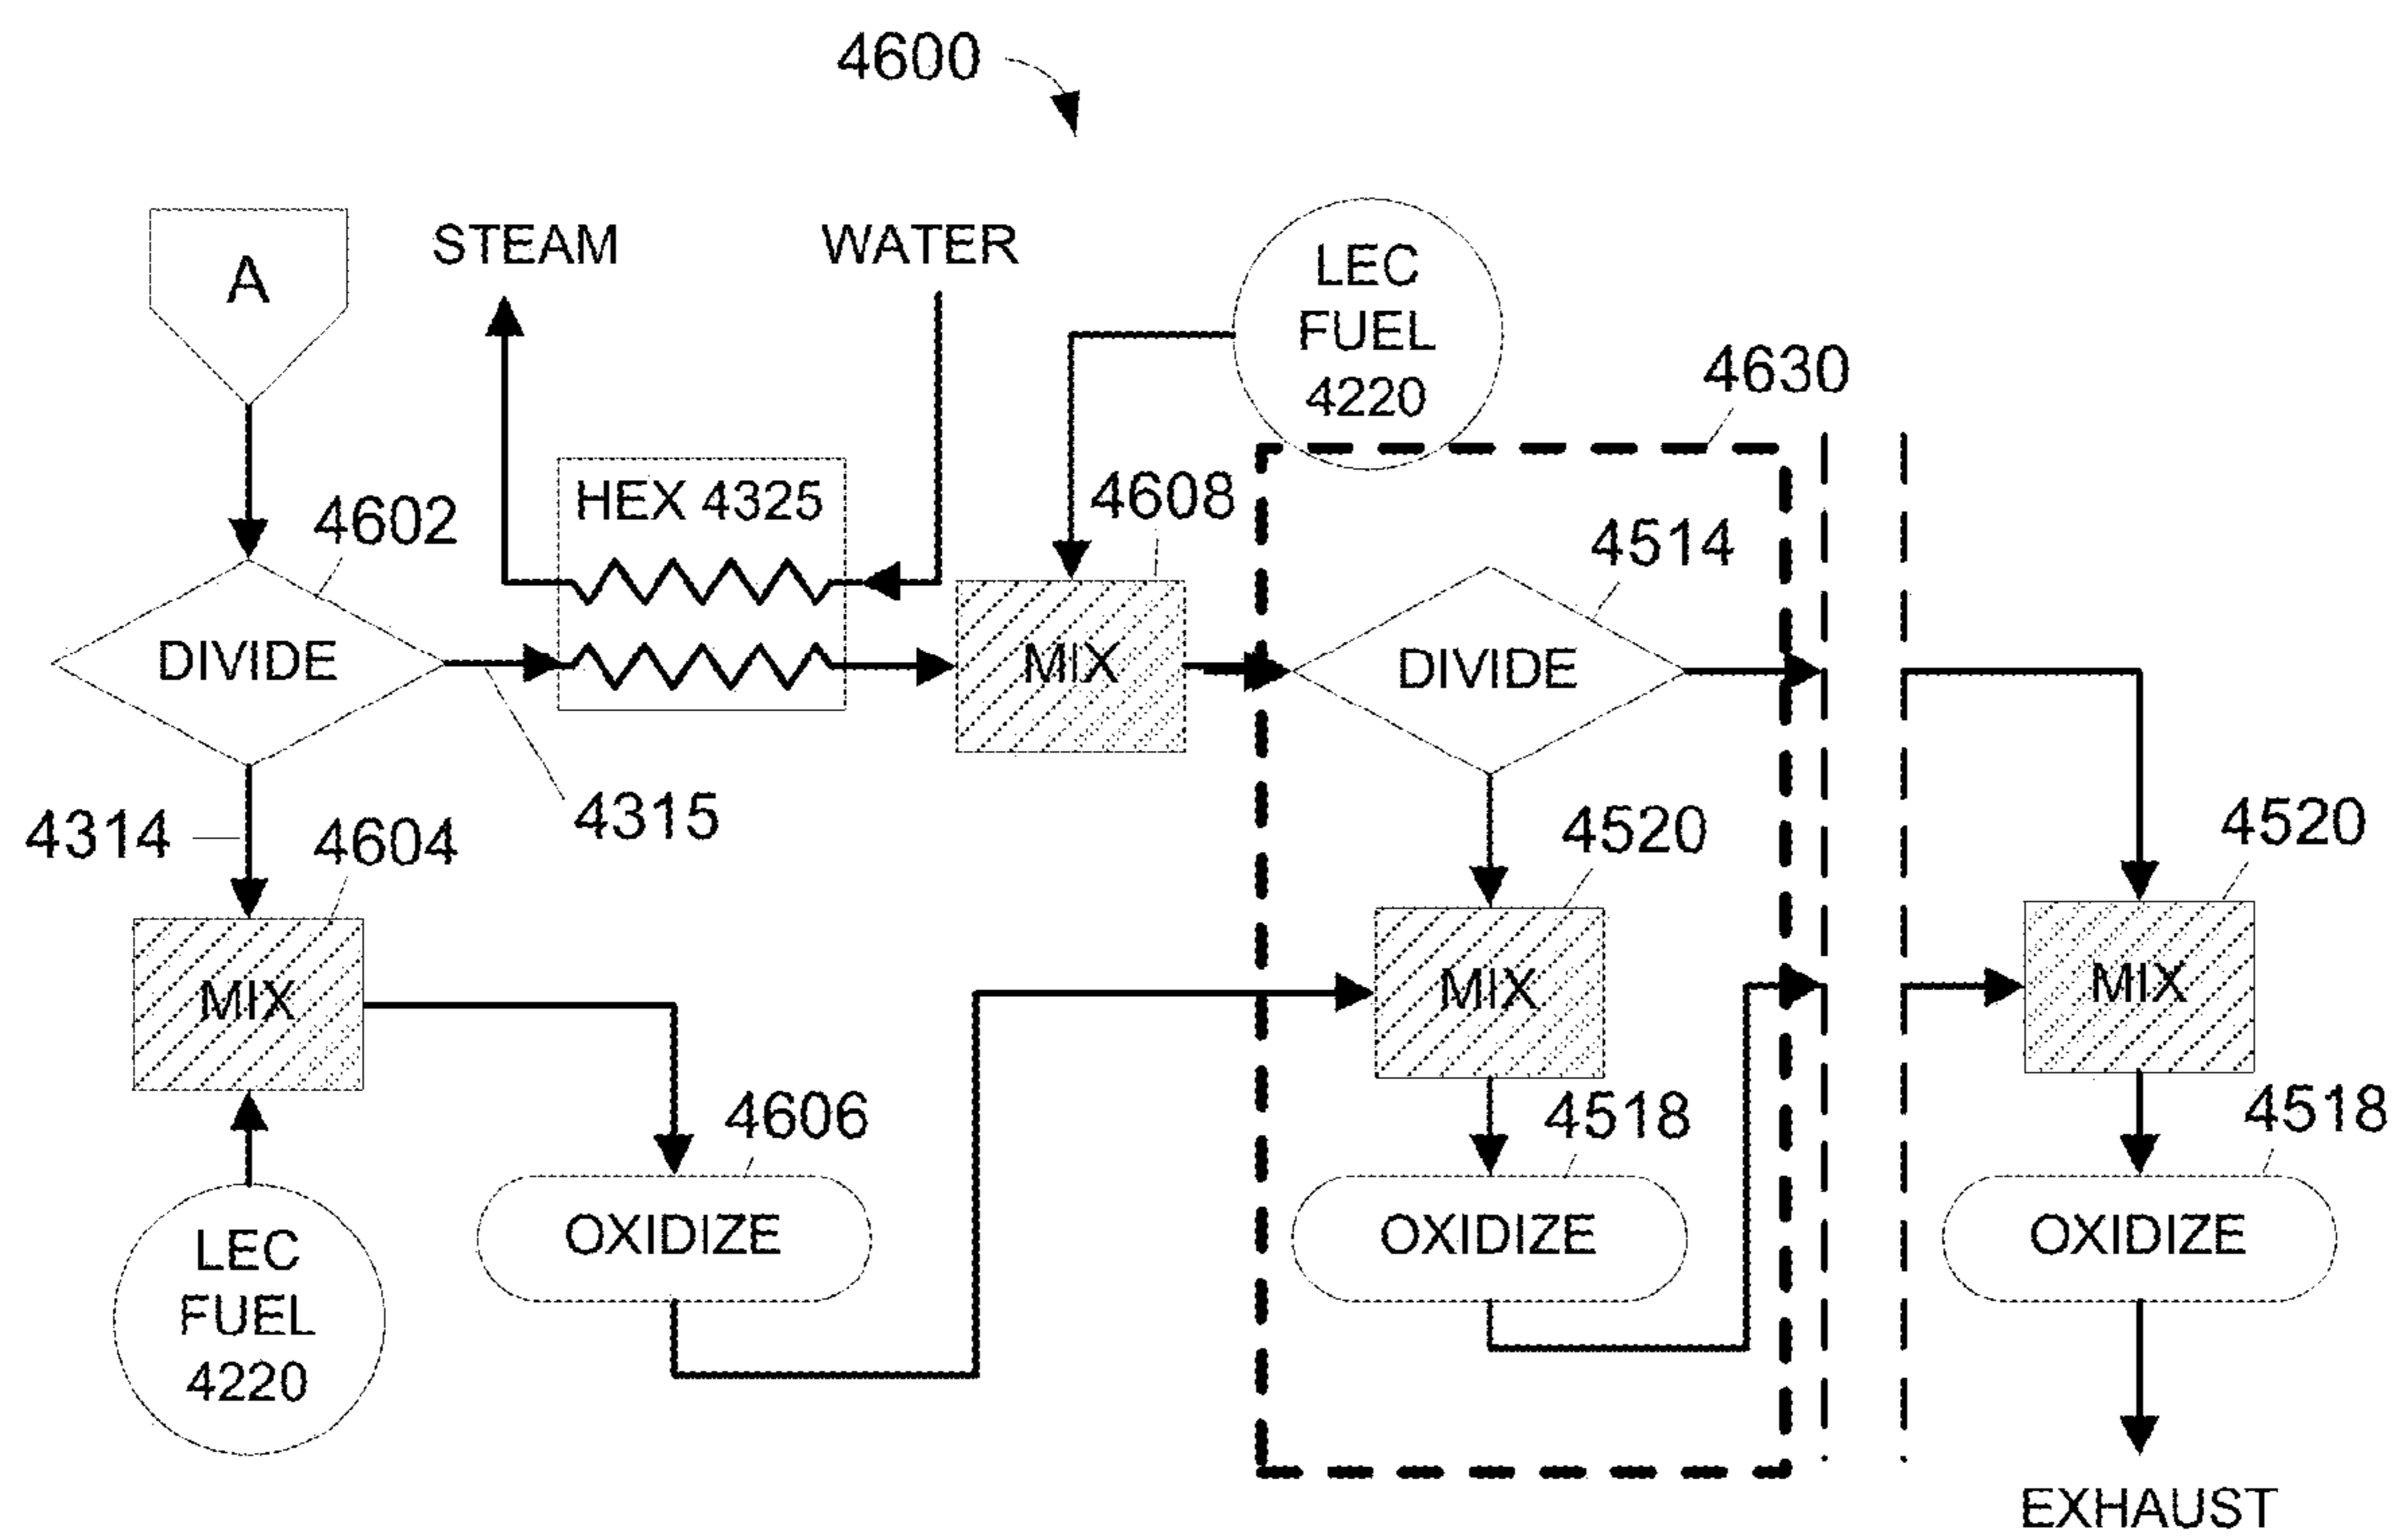 4600
A
STEAM
WATER
LEC
FUEL
4220
4630
HEX 4325
4602
4608
4514
DIVIDE
MIX
DIVIDE
4315
4314
4604
4520
4520
MIX
MIX
MIX
4606
4518
4518
LEC
FUEL
4220
OXIDIZE
OXIDIZE
OXIDIZE
EXHAUST